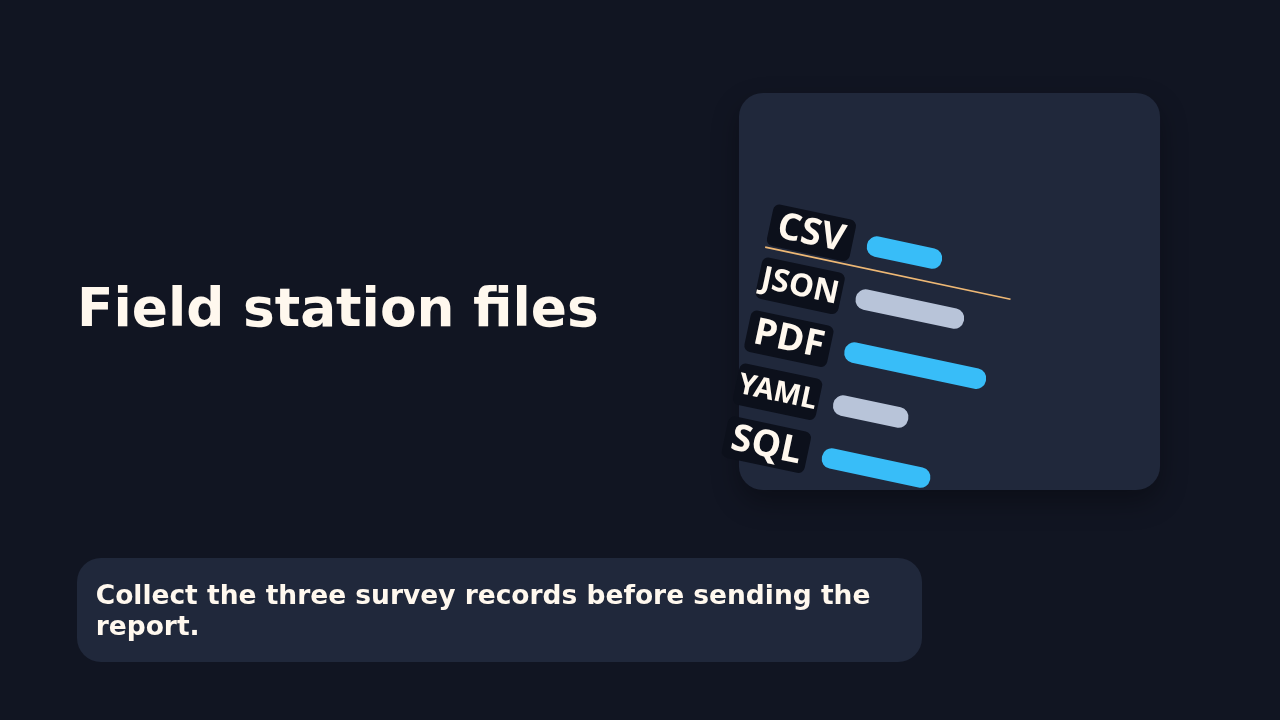 Field station files
CSV
JSON
PDF
YAML
SQL
Collect the three survey records before sending the
report.